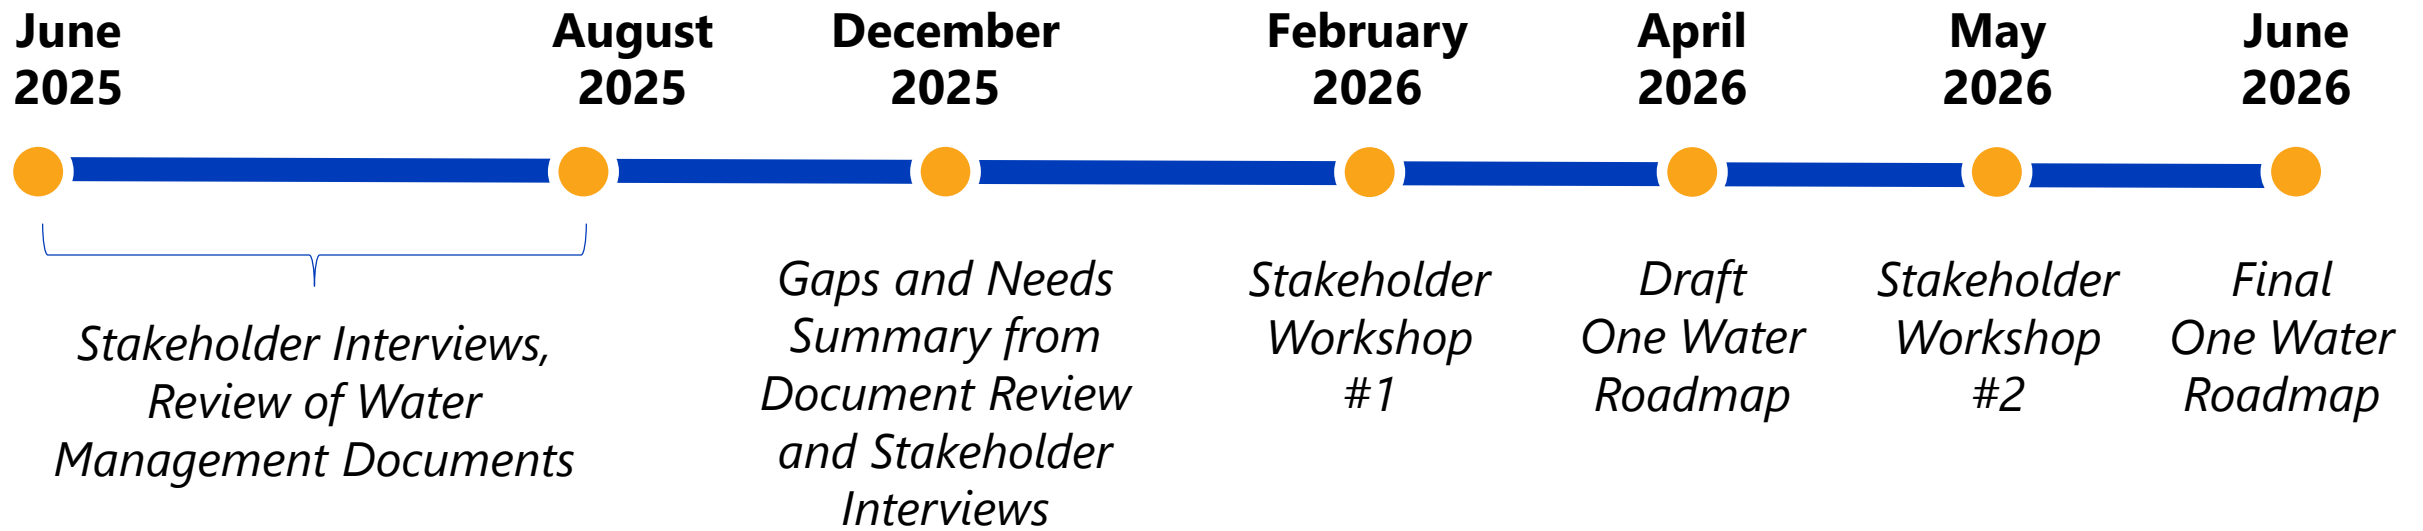 June
2025
August
2025
December
2025
February
2026
April
2026
May
2026
June
2026
Stakeholder Interviews,
Review of Water
Management Documents
Gaps and Needs
Summary from
Document Review
and Stakeholder
Interviews
Stakeholder
Workshop
#1
Draft
One Water
Roadmap
Stakeholder
Workshop
#2
Final
One Water
Roadmap